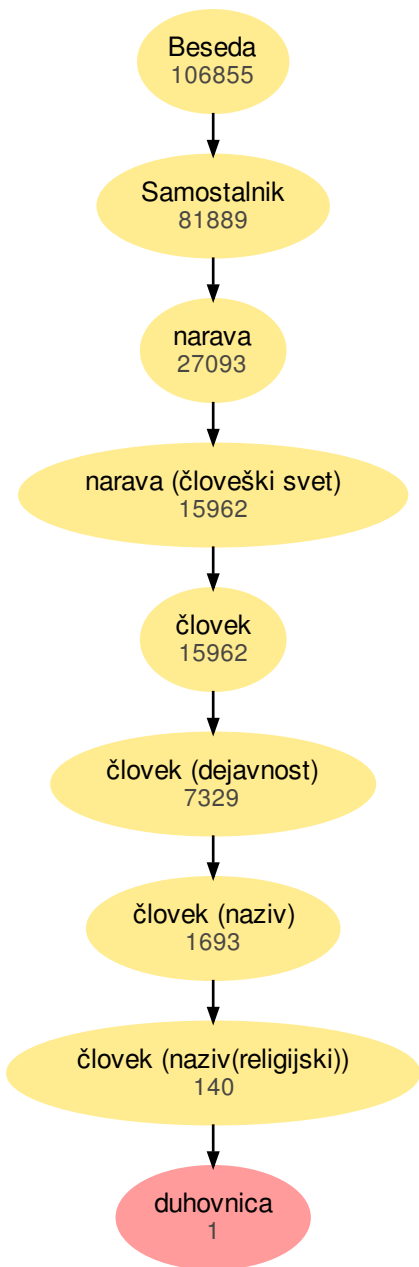 Beseda
106855
Samostalnik
81889
narava
27093
narava (človeški svet)
15962
človek
15962
človek (dejavnost)
7329
človek (naziv)
1693
človek (naziv(religijski))
140
duhovnica
1